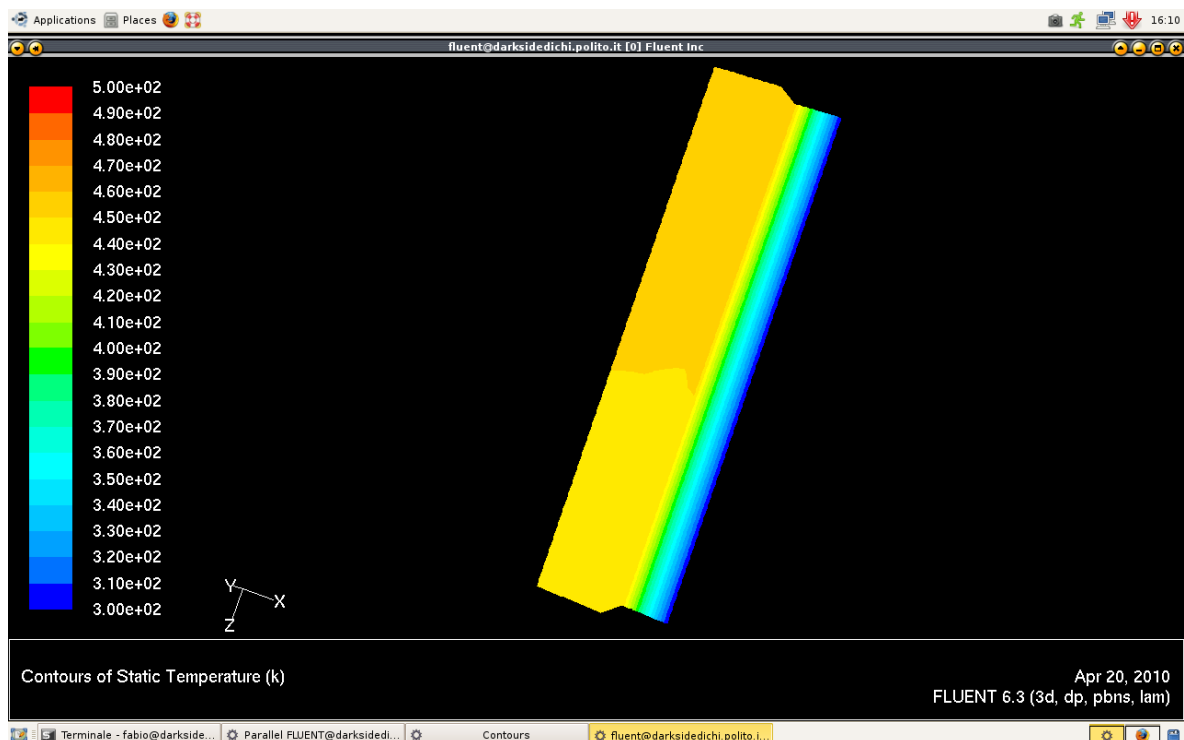 Applications Places 16:10
fluent@darksidedichi.polito.it [0] Fluent Inc
5.00e+02
4.90e+02
4.80e+02
4.70e+02
4.60e+02
4.50e+02
4.40e+02
4.30e+02
4.20e+02
4.10e+02
4.00e+02
3.90e+02
3.80e+02
3.70e+02
3.60e+02
3.50e+02
3.40e+02
3.30e+02
3.20e+02
3.10e+02
3.00e+02
Y
X
Z
Contours of Static Temperature (k)
Apr 20, 2010
FLUENT 6.3 (3d, dp, pbns, lam)
Terminale - fabio@darkside... Parallel FLUENT@darksidedi... Contours fluent@darksidedichi.polito.i...